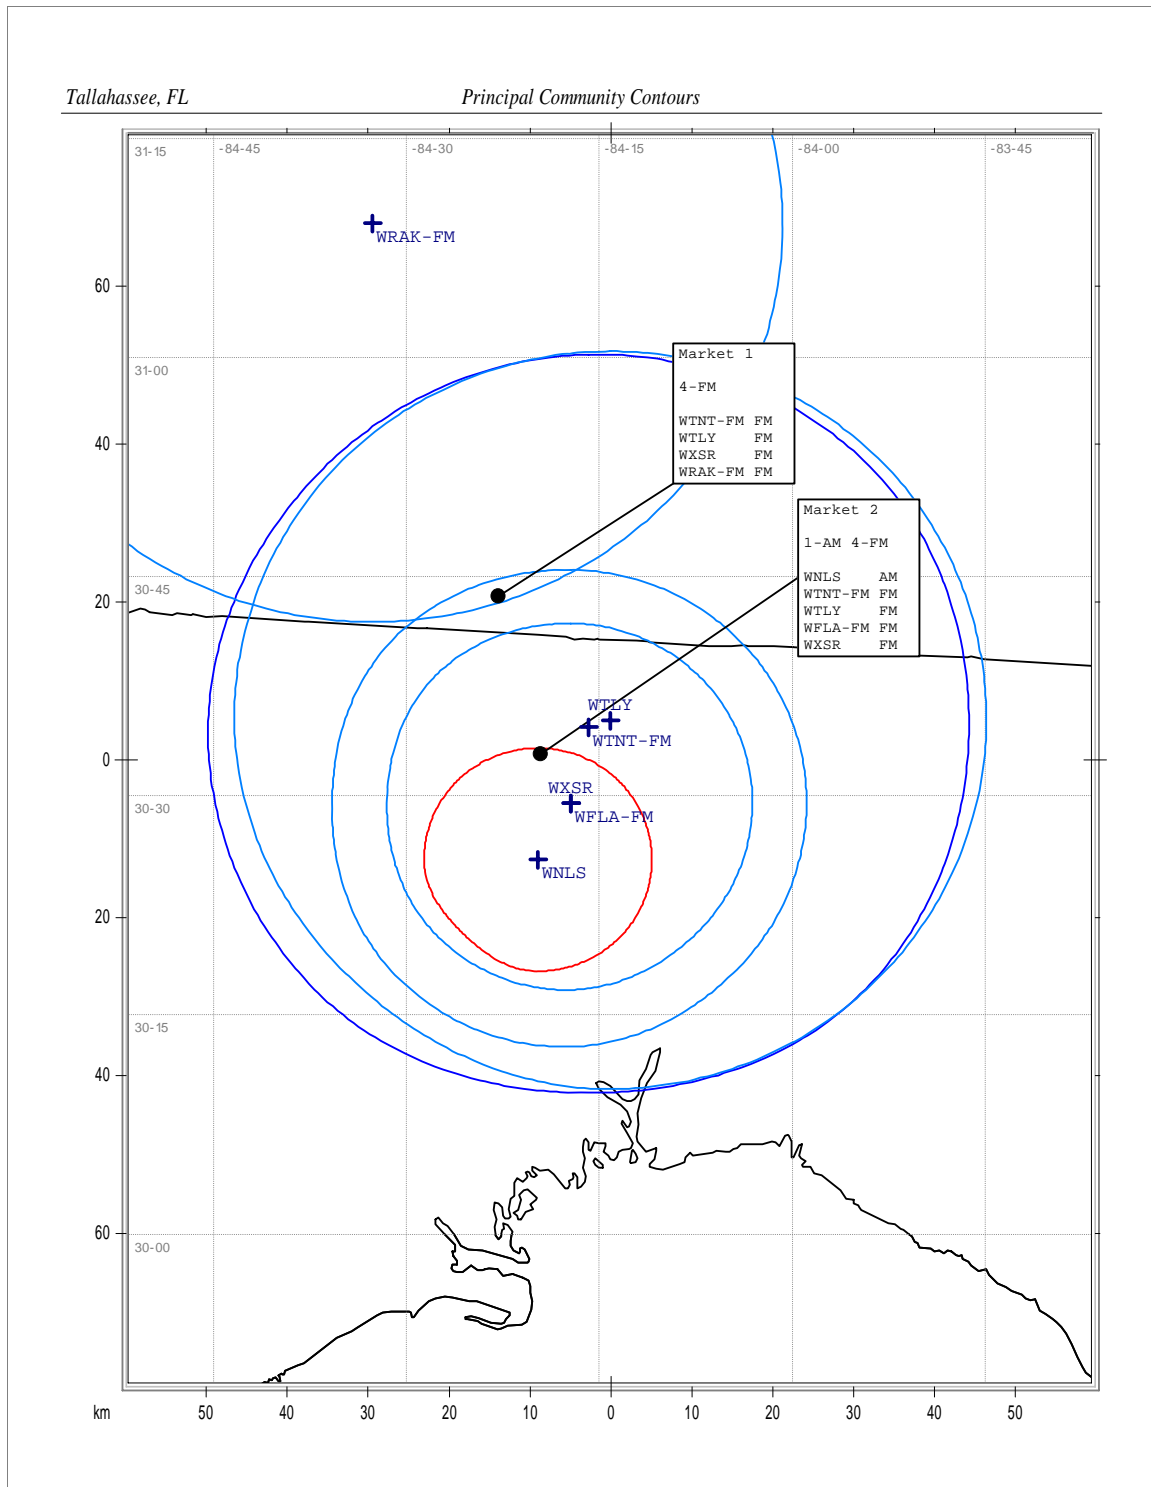 Tallahassee, FL
Principal Community Contours
31-15
-84-45
-84-30
-84-15
-84-00
-83-45
WRAK-FM
60
Market 1
31-00
4-FM
WTNT-FM FM
WTLY FM
WXSR FM
WRAK-FM FM
40
Market 2
1-AM 4-FM
WNLS AM
WTNT-FM FM
WTLY FM
WFLA-FM FM
WXSR FM
30-45
20
WTLY
WTNT-FM
0
WXSR
30-30
WFLA-FM
WNLS
20
30-15
40
60
30-00
km 50 40 30 20 10 0 10 20 30 40 50